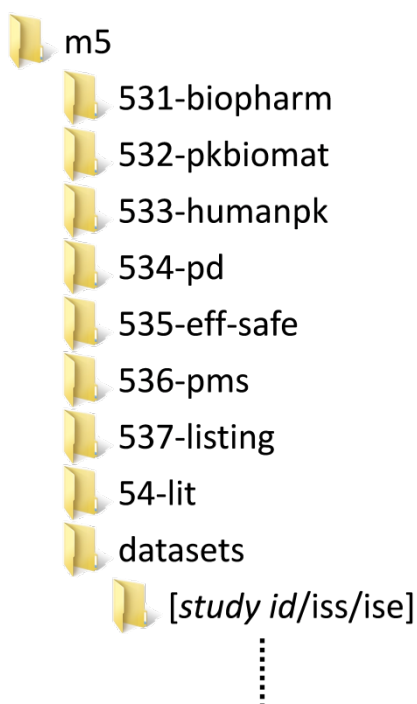 m5
531-biopharm
532-pkbiomat
533-humanpk
534-pd
535-eff-safe
536-pms
537-listing
54-lit
datasets
[study id/iss/ise]